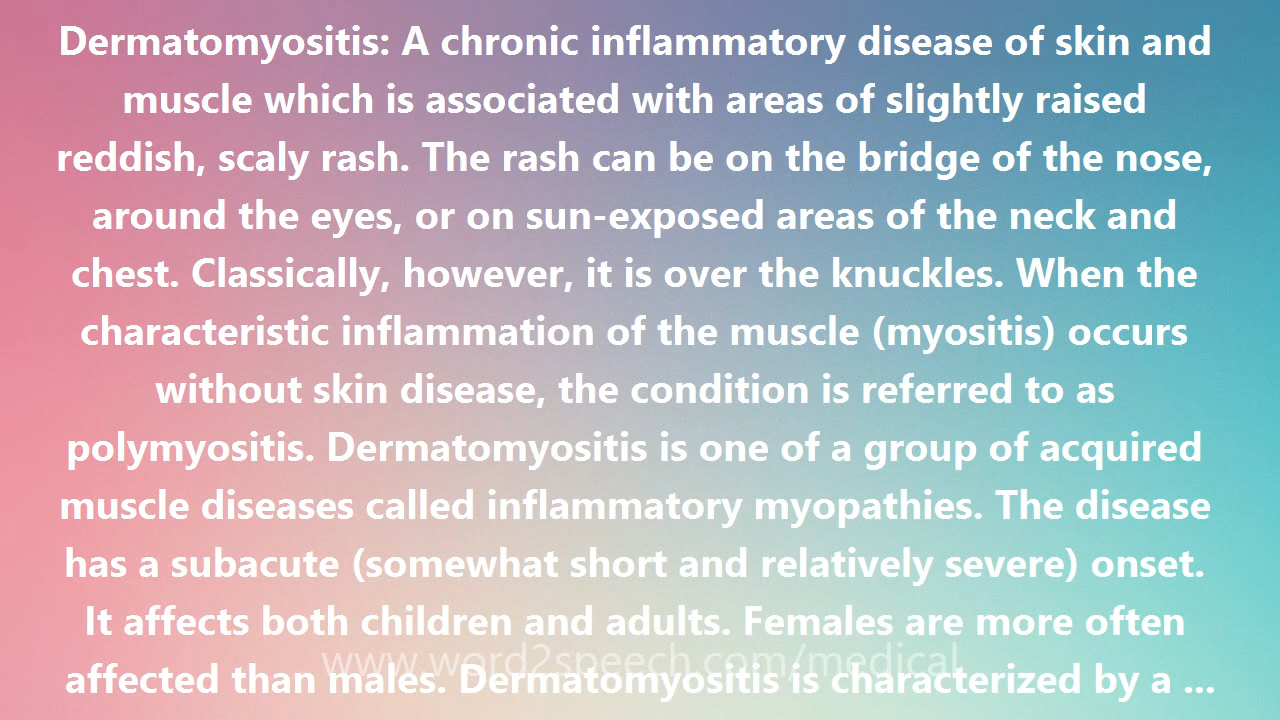 Dermatomyositis: A chronic inflammatory disease of skin and
muscle which is associated with areas of slightly raised
reddish, scaly rash. The rash can be on the bridge of the nose,
around the eyes, or on sun-exposed areas of the neck and
chest. Classically, however, it is over the knuckles. When the
characteristic inflammation of the muscle (myositis) occurs
without skin disease, the condition is referred to as
polymyositis. Dermatomyositis is one of a group of acquired
muscle diseases called inflammatory myopathies. The disease
has a subacute (somewhat short and relatively severe) onset.
It affects both children and adults. Females are more often
www.word2speech.com/medical
affected than males. Dermatomyositis is characterized by a ...